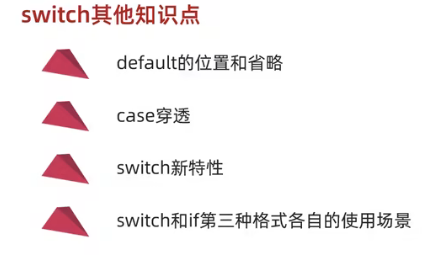 switch其他知识点
default的位置和省略
case穿透
switch新特性
switch和if第三种格式各自的使用场景